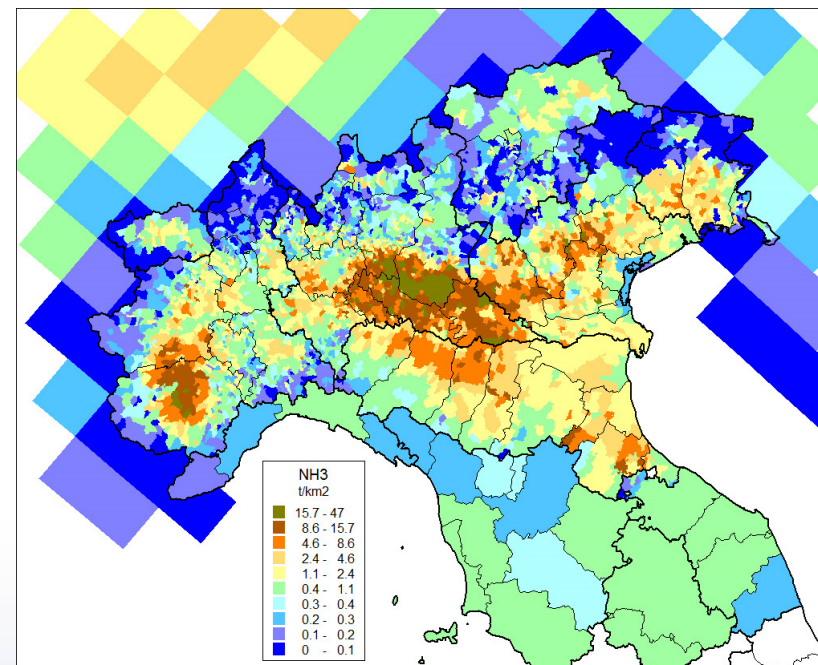 NH3
t/km2
15.7 - 47
8.6 - 15.7
4.6 - 8.6
2.4 - 4.6
1.1 - 2.4
0.4 - 1.1
0.3 - 0.4
0.2 - 0.3
0.1 - 0.2
0 - 0.1